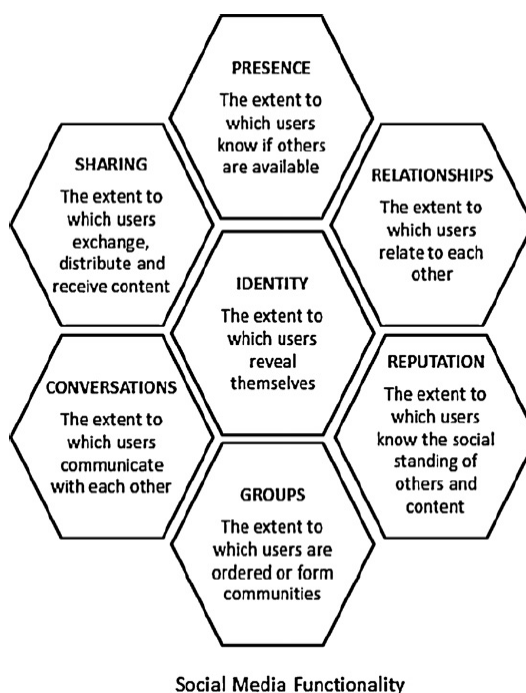 PRESENCE
The extent to
which users
know if others
are available
SHARING
The extent to
which users
exchange,
distribute and
receive content
RELATIONSHIPS
The extent to
which users
relate to each
other
IDENTITY
The extent to
which users
reveal
themselves
CONVERSATIONS
The extent to
which users
communicate
with each other
REPUTATION
The extent to
which users
know the social
standing of
others and
content
GROUPS
The extent to
which users are
ordered or form
communities
Social Media Functionality